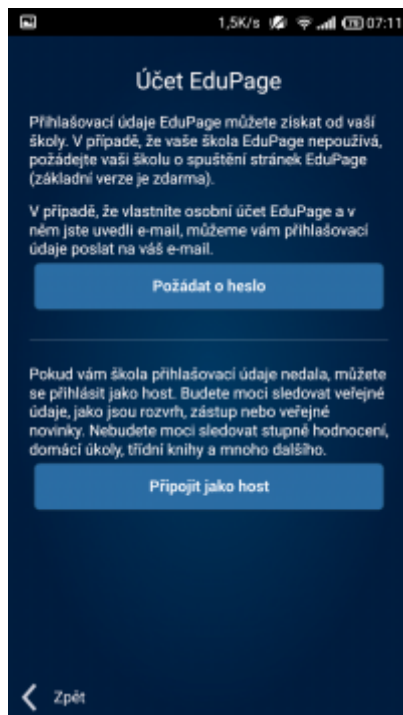 1,5K/s 79 07:11
Účet EduPage
Přihlašovací údaje EduPage můžete získat od vaší
školy. V případě, že vaše škola EduPage nepoužívá,
požádejte vaši školu o spuštění stránek EduPage
(základní verze je zdarma).
V případě, že vlastníte osobní účet EduPage a v
něm jste uvedli e-mail, můžeme vám přihlašovací
údaje poslat na váš e-mail.
Požádat o heslo
Pokud vám škola přihlašovací údaje nedala, můžete
se přihlásit jako host. Budete moci sledovat veřejné
údaje, jako jsou rozvrh, zástup nebo veřejné
novinky. Nebudete moci sledovat stupně hodnocení,
domácí úkoly, třídní knihy a mnoho dalšího.
Připojit jako host
Zpět